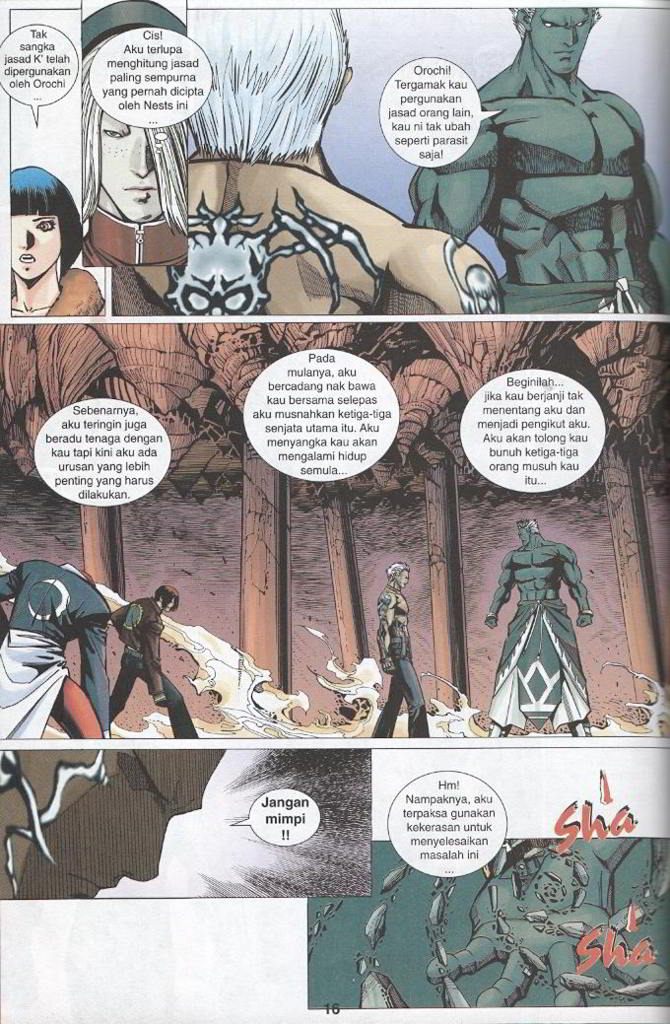 Tak
sangka
jasad K' telah
dipergunakan
oleh Orochi
...
Cis!
Aku terlupa
menghitung jasad
paling sempurna
yang pernah dicipta
oleh Nests ini
...
Orochi!
Tergamak kau
pergunakan
jasad orang lain,
kau ni tak ubah
seperti parasit
saja!
Sebenarnya,
aku teringin juga
beradu tenaga dengan
kau tapi kini aku ada
urusan yang lebih
penting yang harus
dilakukan.
Pada
mulanya, aku
bercadang nak bawa
kau bersama selepas
aku musnahkan ketiga-tiga
senjata utama itu. Aku
menyangka kau akan
mengalami hidup
semula...
Beginilah...
jika kau berjanji tak
menentang aku dan
menjadi pengikut aku.
Aku akan tolong kau
bunuh ketiga-tiga
orang musuh kau
itu...
Jangan
mimpi
!!
Hm!
Nampaknya, aku
terpaksa gunakan
kekerasan untuk
menyelesaikan
masalah ini
...
Sha
Sha
16